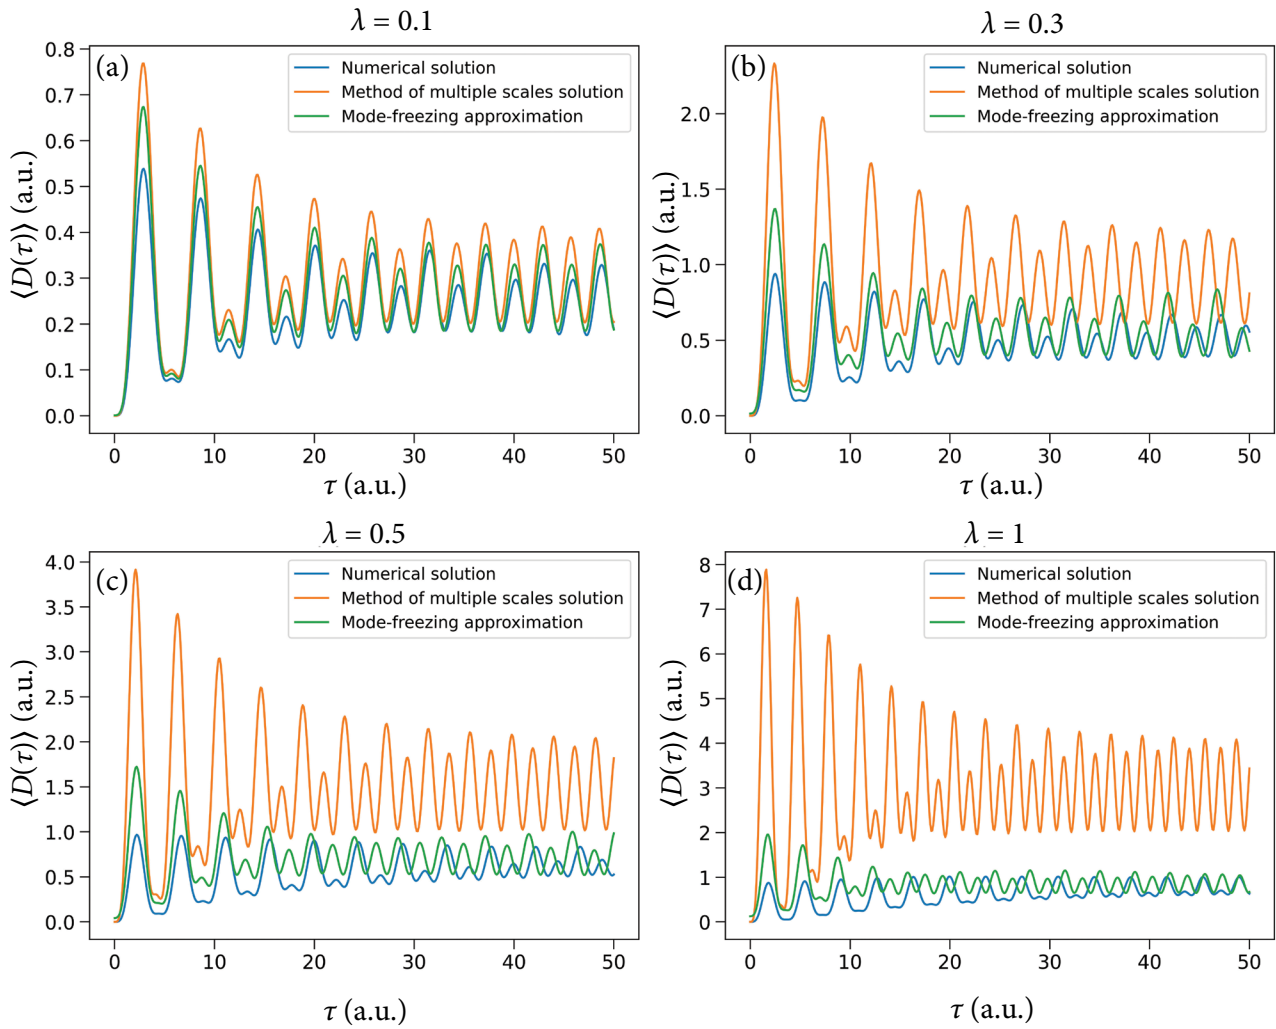 λ = 0.1
(a)
Numerical solution
Method of multiple scales solution
Mode-freezing approximation
0.8
0.7
0.6
0.5
0.4
0.3
0.2
0.1
0.0
⟨D(τ)⟩ (a.u.)
0 10 20 30 40 50
τ (a.u.)
λ = 0.3
(b)
Numerical solution
Method of multiple scales solution
Mode-freezing approximation
2.0
1.5
1.0
0.5
0.0
⟨D(τ)⟩ (a.u.)
0 10 20 30 40 50
τ (a.u.)
λ = 0.5
(c)
Numerical solution
Method of multiple scales solution
Mode-freezing approximation
4.0
3.5
3.0
2.5
2.0
1.5
1.0
0.5
0.0
⟨D(τ)⟩ (a.u.)
0 10 20 30 40 50
τ (a.u.)
λ = 1
(d)
Numerical solution
Method of multiple scales solution
Mode-freezing approximation
8
7
6
5
4
3
2
1
0
⟨D(τ)⟩ (a.u.)
0 10 20 30 40 50
τ (a.u.)